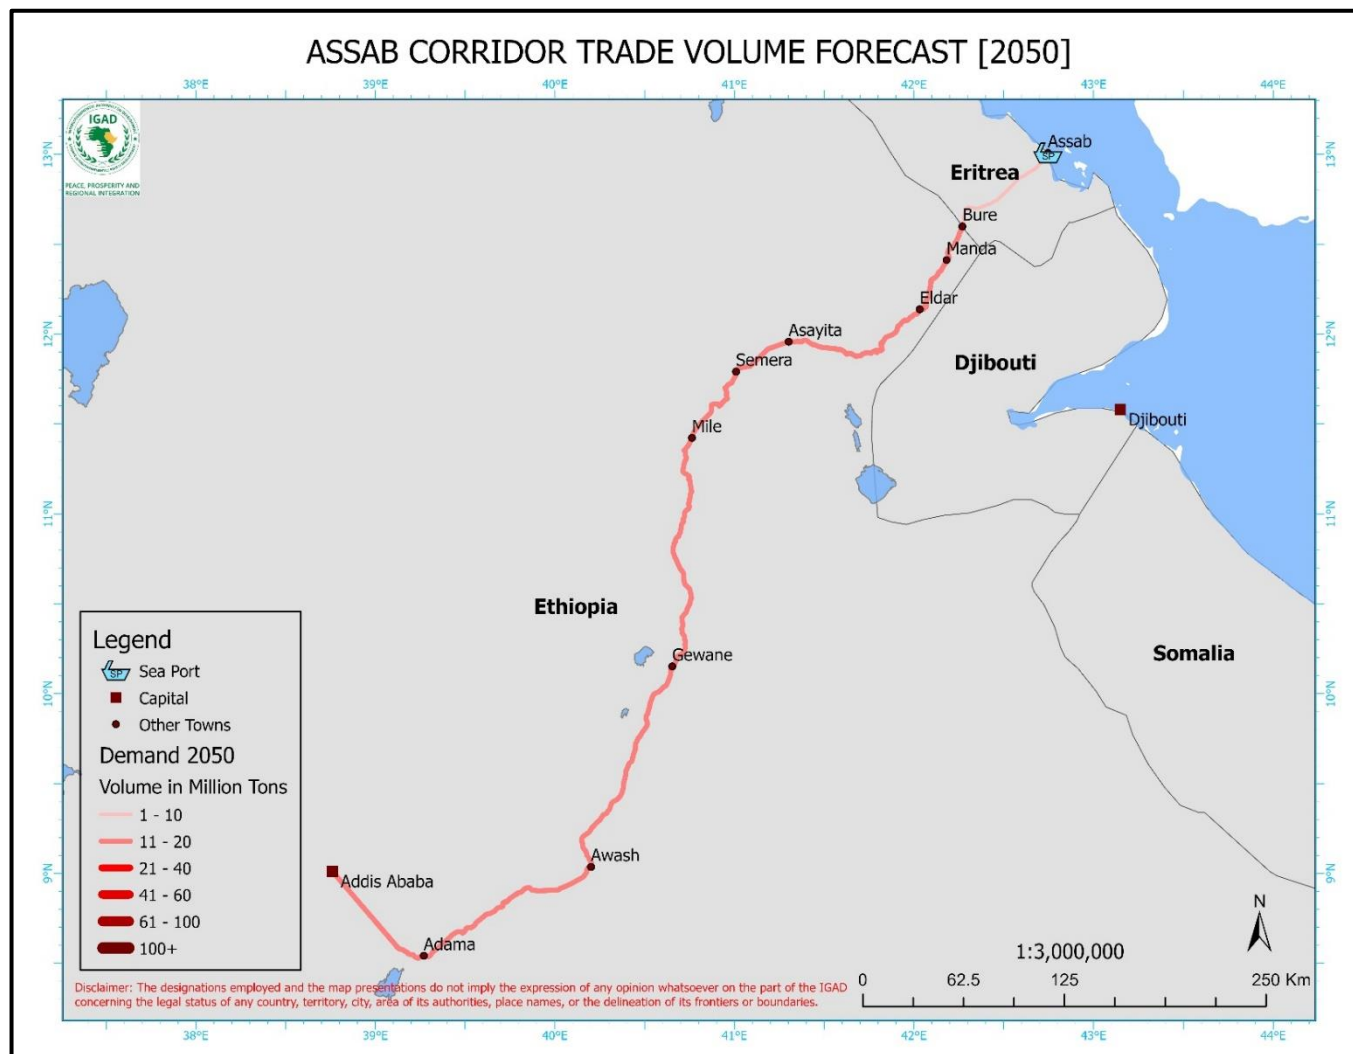 ASSAB CORRIDOR TRADE VOLUME FORECAST [2050]
38°E
39°E
40°E
41°E
42°E
43°E
44°E
IGAD
PEACE, PROSPERITY AND
REGIONAL INTEGRATION
13°N
13°N
Assab
SP
Eritrea
Bure
Manda
Eldar
12°N
12°N
Asayita
Semera
Djibouti
Djibouti
Mile
11°N
11°N
Ethiopia
Gewane
Somalia
10°N
10°N
Awash
9°N
9°N
Addis Ababa
Adama
Legend
SP
Sea Port
Capital
Other Towns
Demand 2050
Volume in Million Tons
1 - 10
11 - 20
21 - 40
41 - 60
61 - 100
100+
N
1:3,000,000
0 62.5 125 250 Km
Disclaimer: The designations employed and the map presentations do not imply the expression of any opinion whatsoever on the part of the IGAD
concerning the legal status of any country, territory, city, area of its authorities, place names, or the delineation of its frontiers or boundaries.
38°E
39°E
40°E
41°E
42°E
43°E
44°E